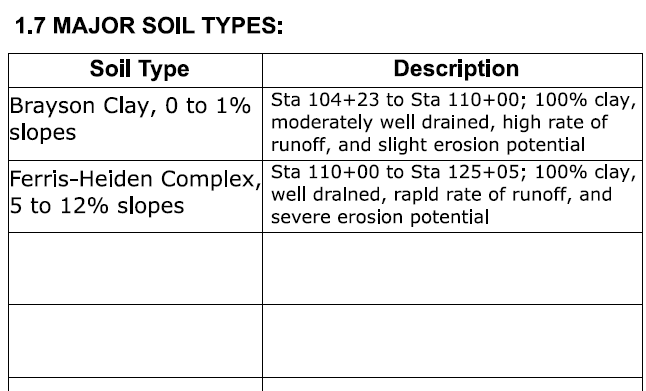 1.7 MAJOR SOIL TYPES:
Soil Type
Description
Brayson Clay, 0 to 1%
slopes
Sta 104+23 to Sta 110+00; 100% clay,
moderately well drained, high rate of
runoff, and slight erosion potential
Ferris-Heiden Complex,
5 to 12% slopes
Sta 110+00 to Sta 125+05; 100% clay,
well drained, rapid rate of runoff, and
severe erosion potential